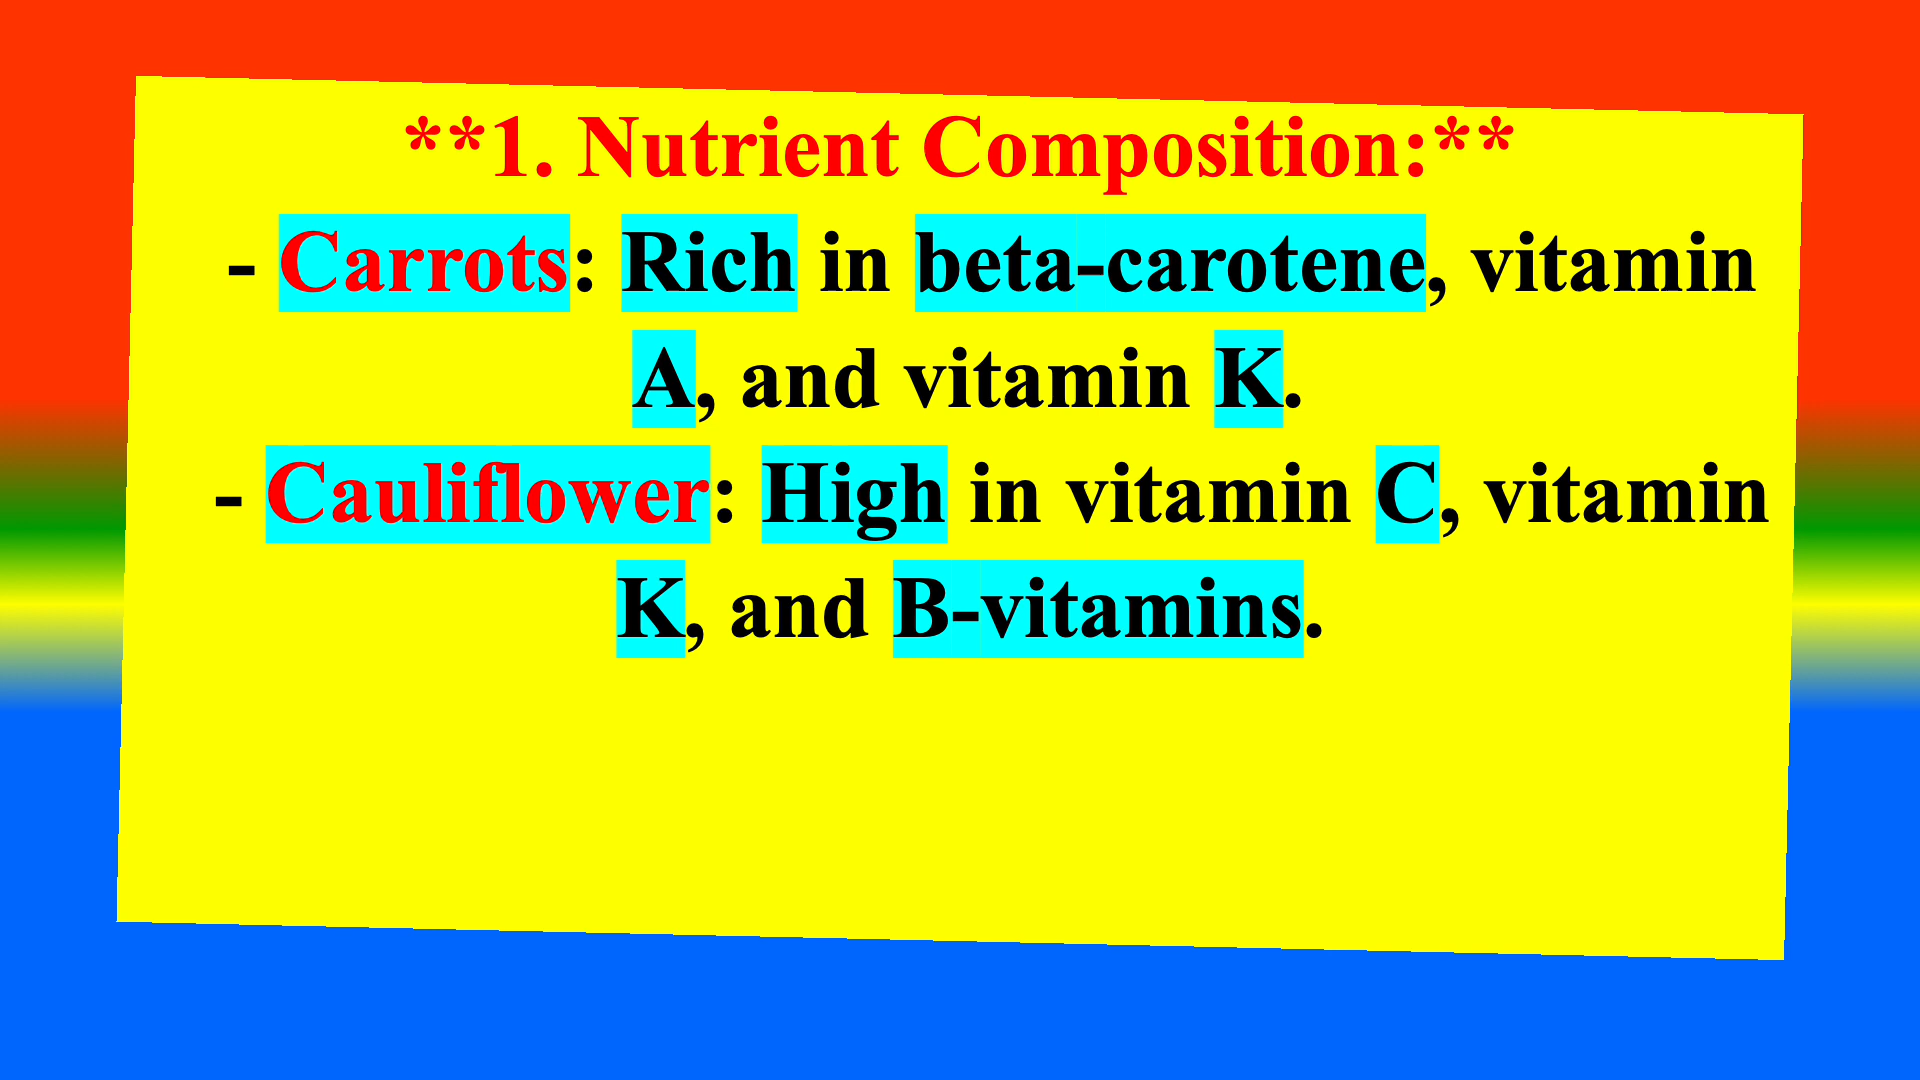 **1. Nutrient Composition:**
- Carrots: Rich in beta-carotene, vitamin
A, and vitamin K.
- Cauliflower: High in vitamin C, vitamin
K, and B-vitamins.